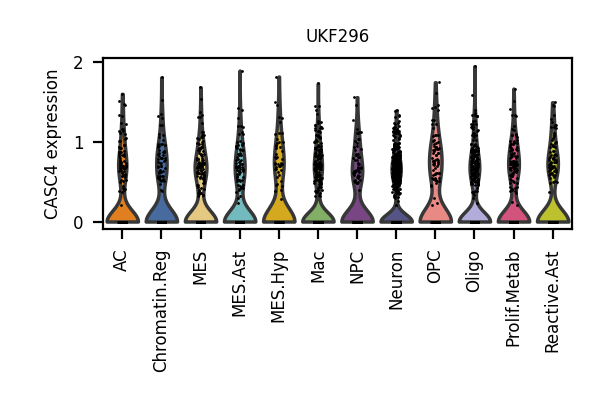 UKF296
CASC4 expression
2
1
0
AC
Chromatin.Reg
MES
MES.Ast
MES.Hyp
Mac
NPC
Neuron
OPC
Oligo
Prolif.Metab
Reactive.Ast